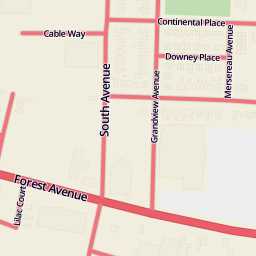 Continental Place
Cable Way
Downey Place
Mersereau Avenue
South Avenue
Grandview Avenue
Forest Avenue
Lilac Court